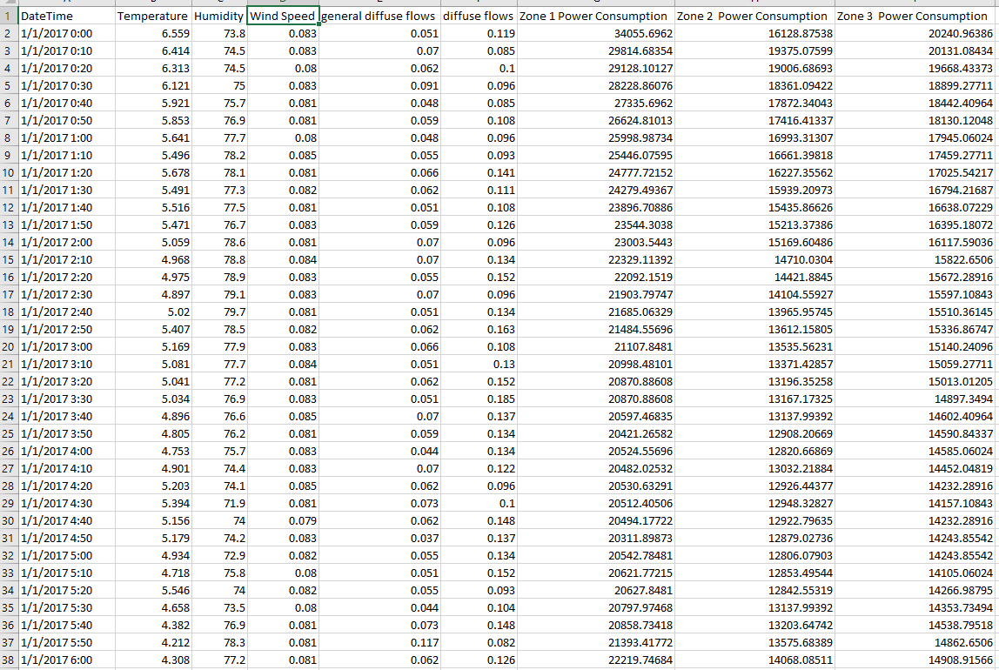 1 DateTime Temperature Humidity Wind Speed general diffuse flows diffuse flows Zone 1 Power Consumption Zone 2  Power Consumption Zone 3  Power Consumption
2 1/1/2017 0:00 6.559 73.8 0.083 0.051 0.119 34055.6962 16128.87538 20240.96386
3 1/1/2017 0:10 6.414 74.5 0.083 0.07 0.085 29814.68354 19375.07599 20131.08434
4 1/1/2017 0:20 6.313 74.5 0.08 0.062 0.1 29128.10127 19006.68693 19668.43373
5 1/1/2017 0:30 6.121 75 0.083 0.091 0.096 28228.86076 18361.09422 18899.27711
6 1/1/2017 0:40 5.921 75.7 0.081 0.048 0.085 27335.6962 17872.34043 18442.40964
7 1/1/2017 0:50 5.853 76.9 0.081 0.059 0.108 26624.81013 17416.41337 18130.12048
8 1/1/2017 1:00 5.641 77.7 0.08 0.048 0.096 25998.98734 16993.31307 17945.06024
9 1/1/2017 1:10 5.496 78.2 0.085 0.055 0.093 25446.07595 16661.39818 17459.27711
10 1/1/2017 1:20 5.678 78.1 0.081 0.066 0.141 24777.72152 16227.35562 17025.54217
11 1/1/2017 1:30 5.491 77.3 0.082 0.062 0.111 24279.49367 15939.20973 16794.21687
12 1/1/2017 1:40 5.516 77.5 0.081 0.051 0.108 23896.70886 15435.86626 16638.07229
13 1/1/2017 1:50 5.471 76.7 0.083 0.059 0.126 23544.3038 15213.37386 16395.18072
14 1/1/2017 2:00 5.059 78.6 0.081 0.07 0.096 23003.5443 15169.60486 16117.59036
15 1/1/2017 2:10 4.968 78.8 0.084 0.07 0.134 22329.11392 14710.0304 15822.6506
16 1/1/2017 2:20 4.975 78.9 0.083 0.055 0.152 22092.1519 14421.8845 15672.28916
17 1/1/2017 2:30 4.897 79.1 0.083 0.07 0.096 21903.79747 14104.55927 15597.10843
18 1/1/2017 2:40 5.02 79.7 0.081 0.051 0.134 21685.06329 13965.95745 15510.36145
19 1/1/2017 2:50 5.407 78.5 0.082 0.062 0.163 21484.55696 13612.15805 15336.86747
20 1/1/2017 3:00 5.169 77.9 0.083 0.066 0.108 21107.8481 13535.56231 15140.24096
21 1/1/2017 3:10 5.081 77.7 0.084 0.051 0.13 20998.48101 13371.42857 15059.27711
22 1/1/2017 3:20 5.041 77.2 0.081 0.062 0.152 20870.88608 13196.35258 15013.01205
23 1/1/2017 3:30 5.034 76.9 0.083 0.051 0.185 20870.88608 13167.17325 14897.3494
24 1/1/2017 3:40 4.896 76.6 0.085 0.07 0.137 20597.46835 13137.99392 14602.40964
25 1/1/2017 3:50 4.805 76.2 0.081 0.059 0.134 20421.26582 12908.20669 14590.84337
26 1/1/2017 4:00 4.753 75.7 0.083 0.044 0.134 20524.55696 12820.66869 14585.06024
27 1/1/2017 4:10 4.901 74.4 0.083 0.07 0.122 20482.02532 13032.21884 14452.04819
28 1/1/2017 4:20 5.203 74.1 0.085 0.062 0.096 20530.63291 12926.44377 14232.28916
29 1/1/2017 4:30 5.394 71.9 0.081 0.073 0.1 20512.40506 12948.32827 14157.10843
30 1/1/2017 4:40 5.156 74 0.079 0.062 0.148 20494.17722 12922.79635 14232.28916
31 1/1/2017 4:50 5.179 74.2 0.083 0.037 0.137 20311.89873 12879.02736 14243.85542
32 1/1/2017 5:00 4.934 72.9 0.082 0.055 0.134 20542.78481 12806.07903 14243.85542
33 1/1/2017 5:10 4.718 75.8 0.08 0.051 0.152 20621.77215 12853.49544 14105.06024
34 1/1/2017 5:20 5.546 74 0.082 0.055 0.093 20627.8481 12842.55319 14266.98795
35 1/1/2017 5:30 4.658 73.5 0.08 0.044 0.104 20797.97468 13137.99392 14353.73494
36 1/1/2017 5:40 4.382 76.9 0.081 0.073 0.148 20858.73418 13203.64742 14538.79518
37 1/1/2017 5:50 4.212 78.3 0.081 0.117 0.082 21393.41772 13575.68389 14862.6506
38 1/1/2017 6:00 4.308 77.2 0.081 0.062 0.126 22219.74684 14068.08511 14908.91566